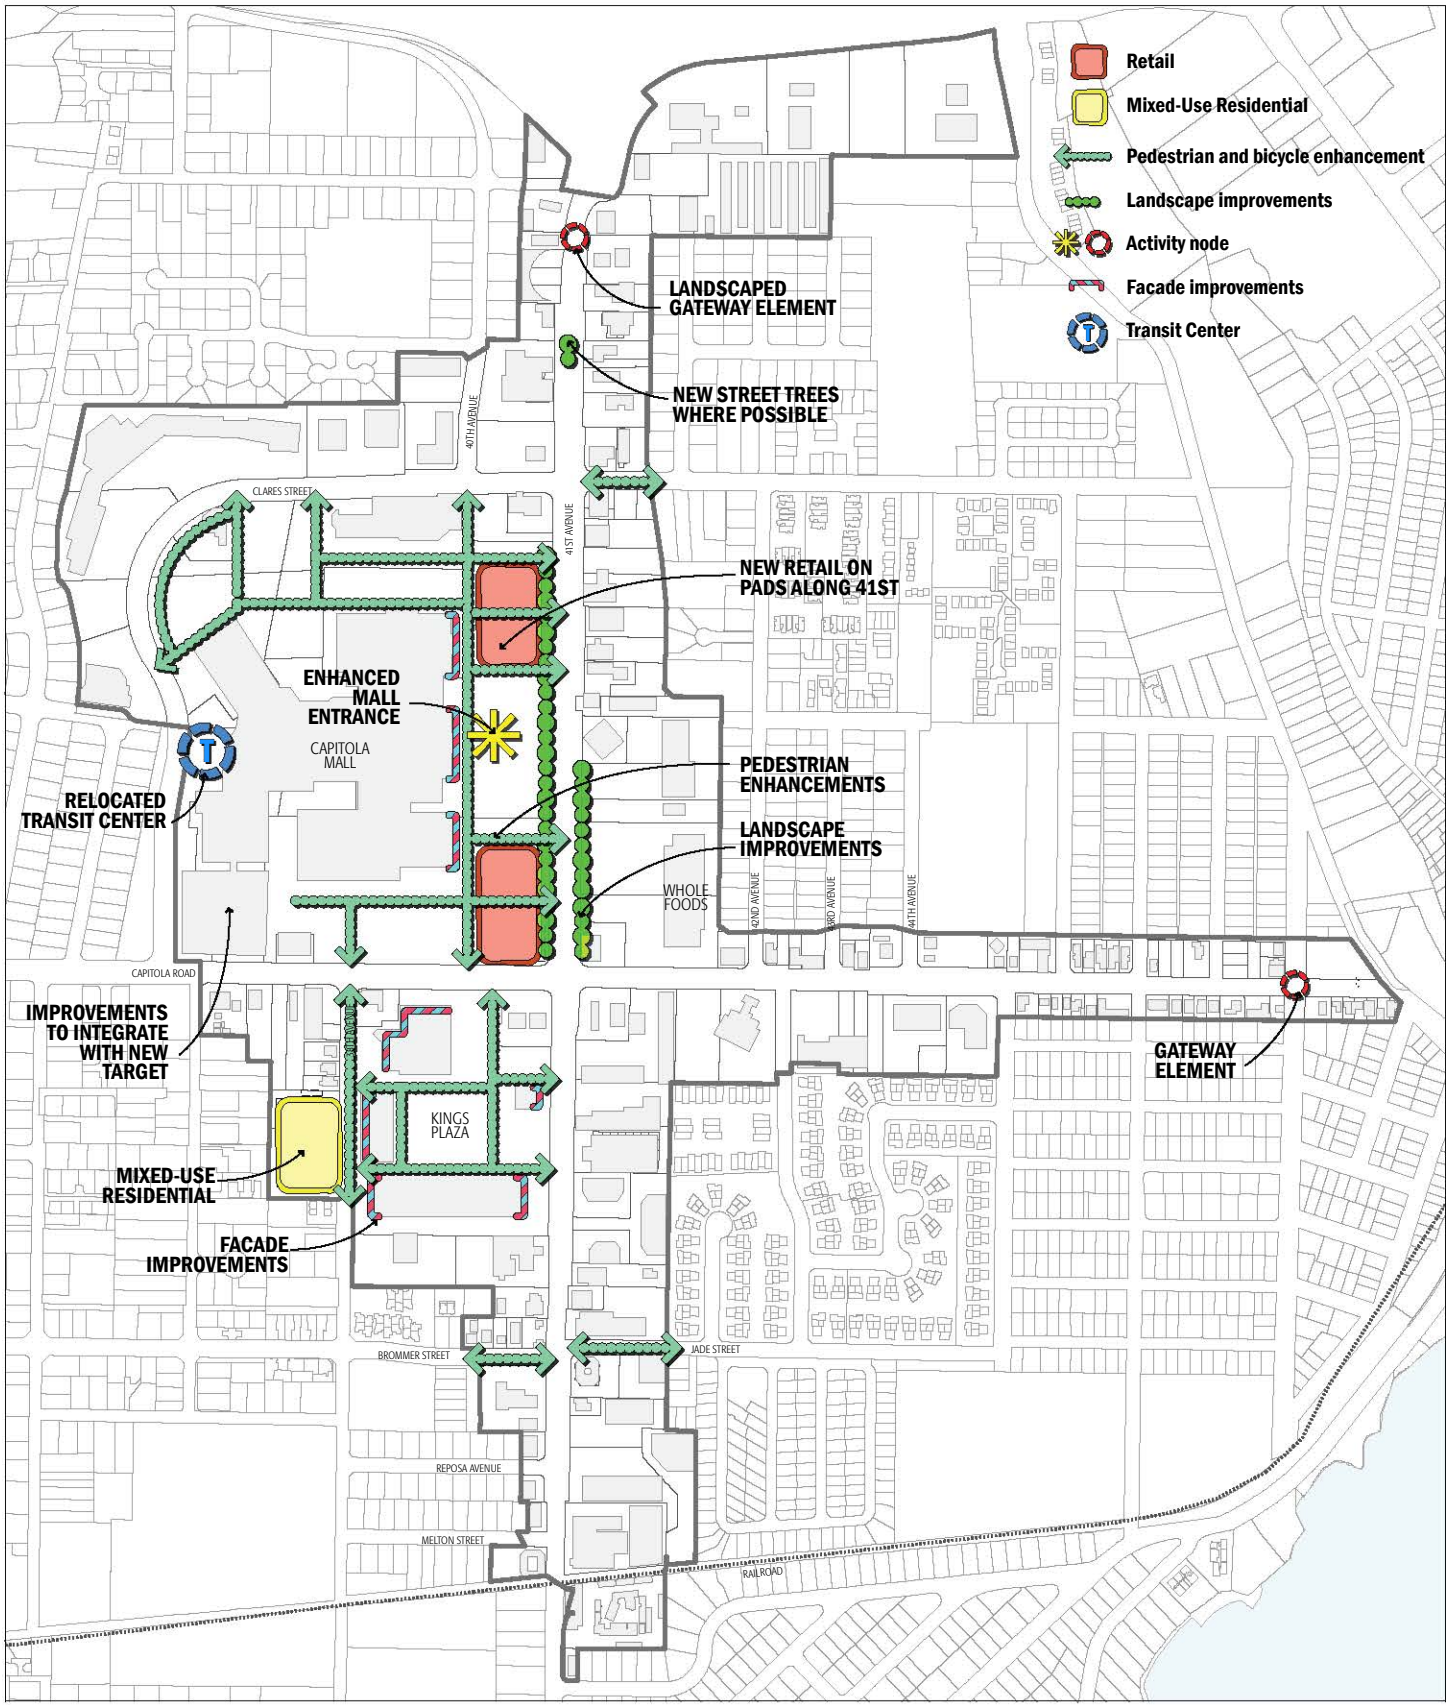 Retail
Mixed-Use Residential
Pedestrian and bicycle enhancement
Landscape improvements
Activity node
Facade improvements
T
Transit Center
LANDSCAPED
GATEWAY ELEMENT
NEW STREET TREES
WHERE POSSIBLE
40TH AVENUE
CLARES STREET
41ST AVENUE
NEW RETAIL ON
PADS ALONG 41ST
ENHANCED
MALL
ENTRANCE
CAPITOLA
MALL
T
RELOCATED
TRANSIT CENTER
PEDESTRIAN
ENHANCEMENTS
LANDSCAPE
IMPROVEMENTS
WHOLE
FOODS
42ND AVENUE
43RD AVENUE
44TH AVENUE
CAPITOLA ROAD
IMPROVEMENTS
TO INTEGRATE
WITH NEW
TARGET
GATEWAY
ELEMENT
KINGS
PLAZA
MIXED-USE
RESIDENTIAL
FACADE
IMPROVEMENTS
BROMMER STREET
JADE STREET
REPOSA AVENUE
MELTON STREET
RAILROAD